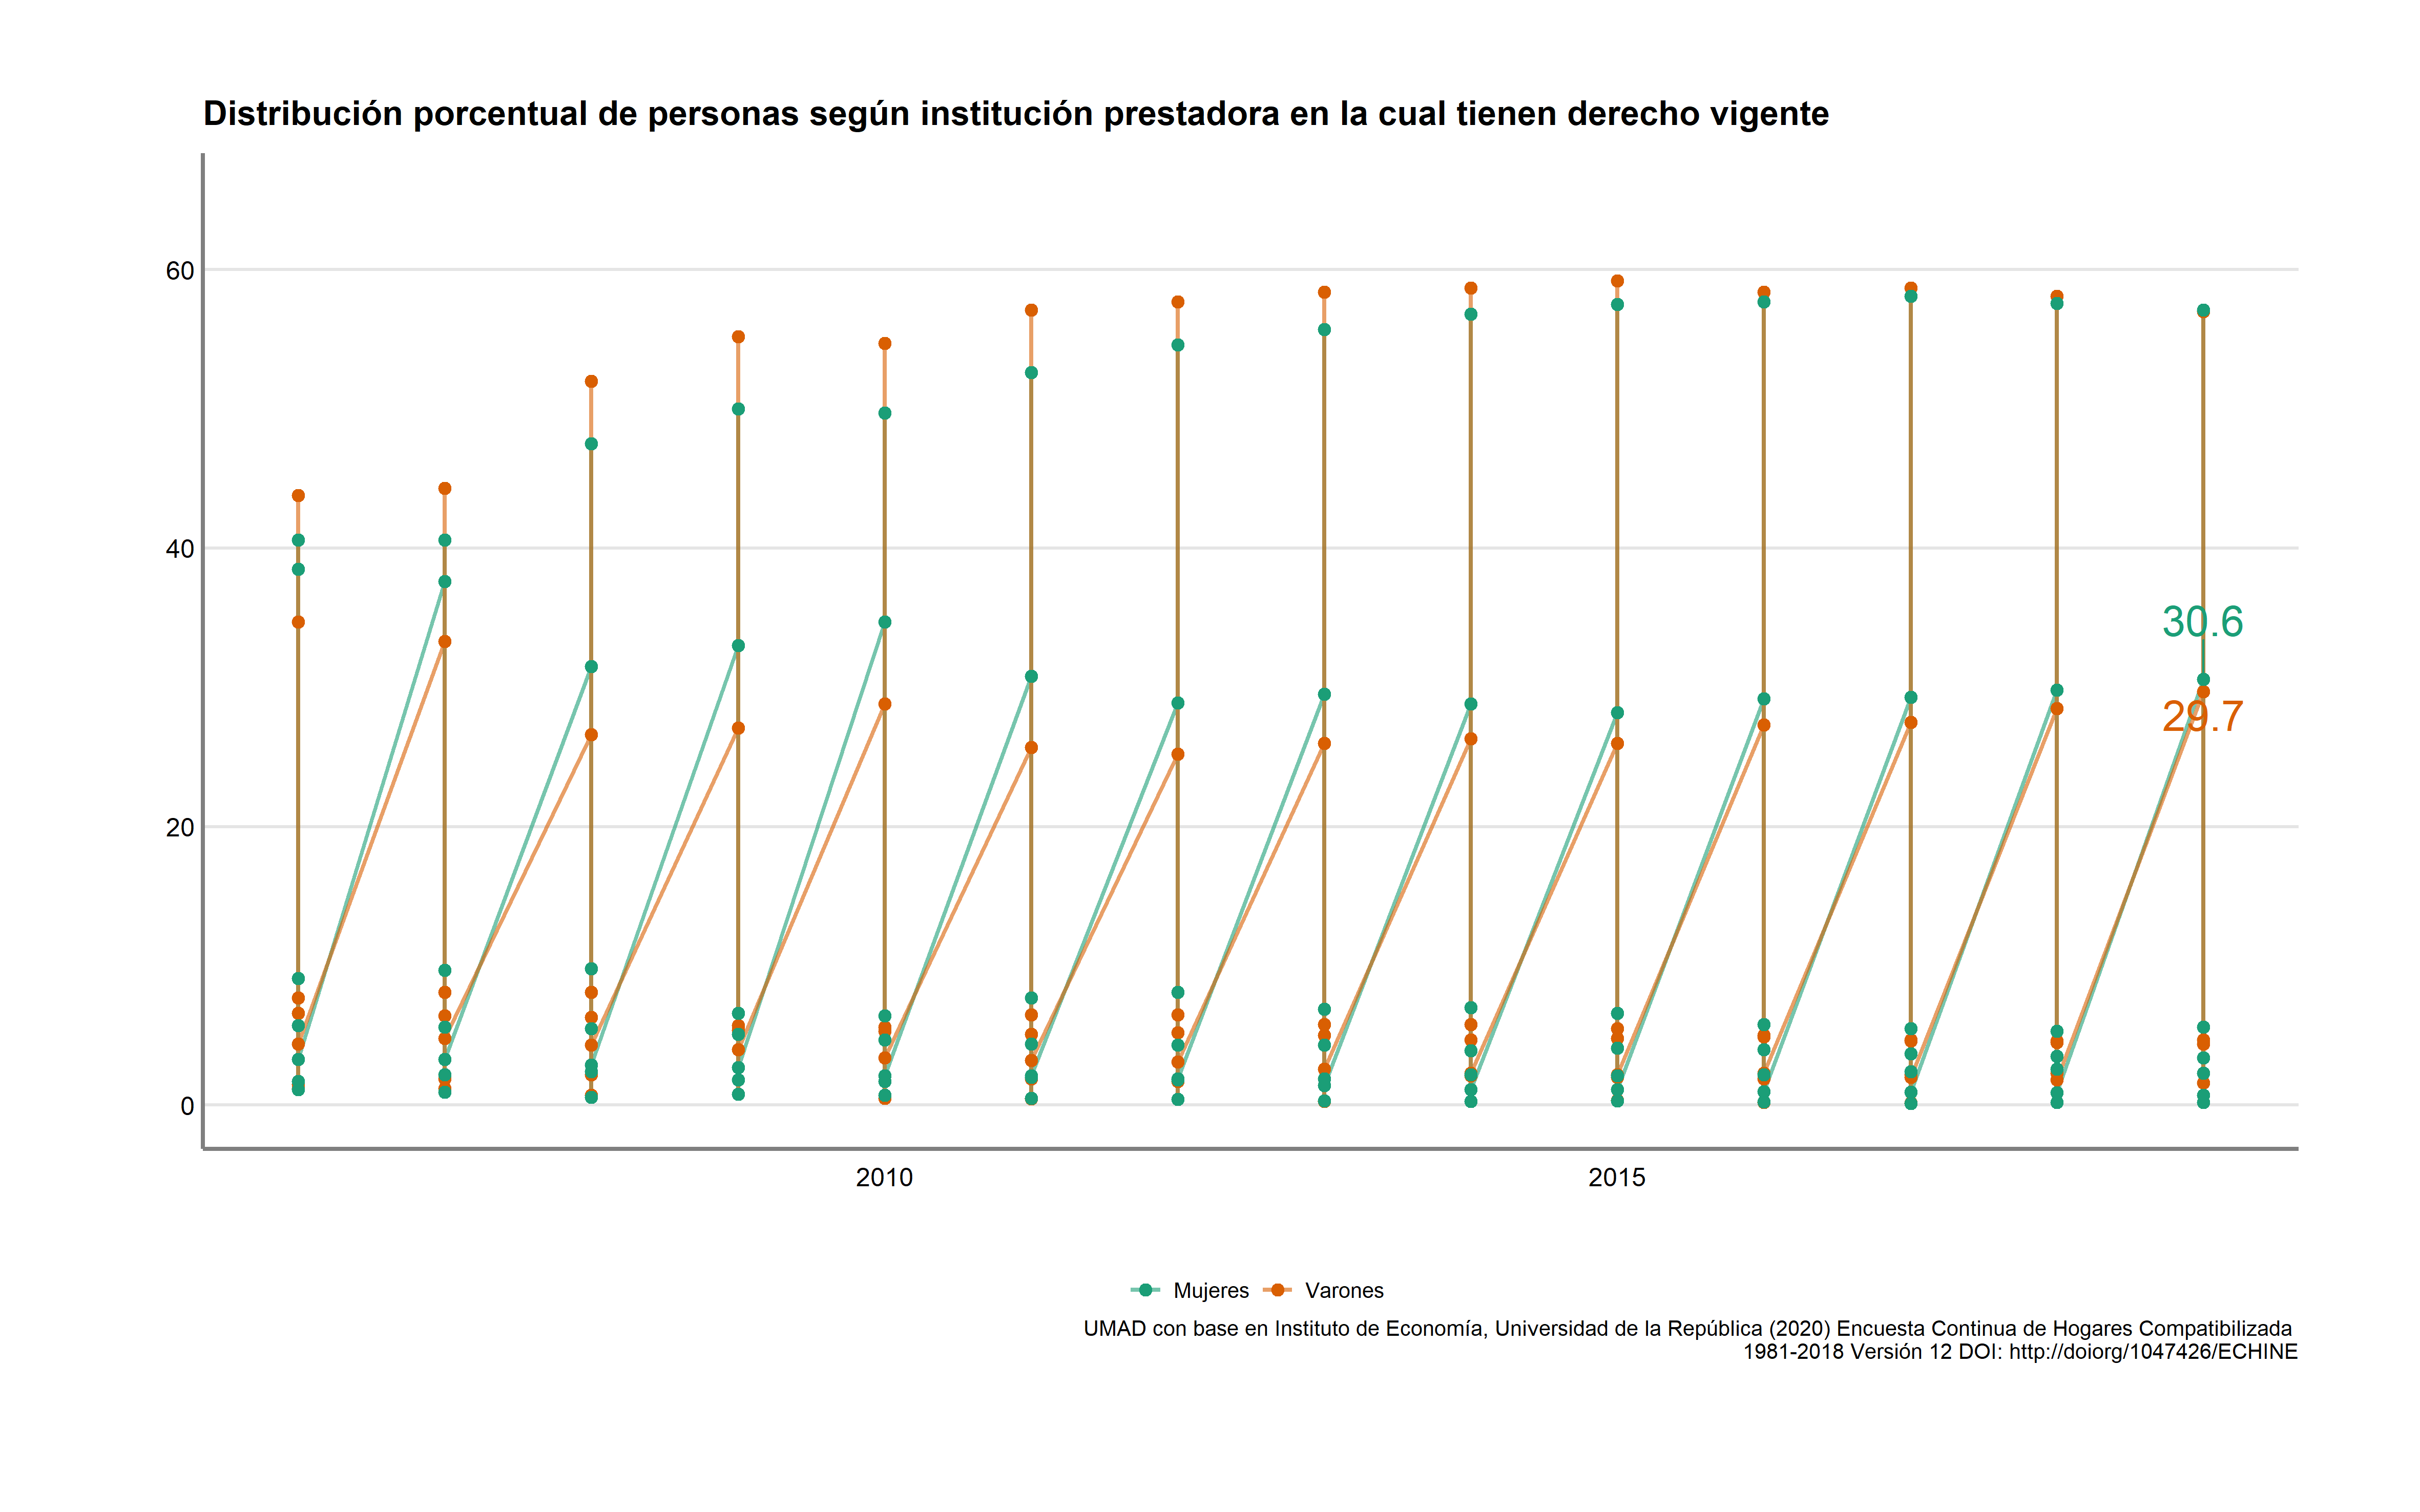 Distribución porcentual de personas según institución prestadora en la cual tienen derecho vigente
60
40
20
0
30.6
29.7
2010
2015
Mujeres
Varones
UMAD con base en Instituto de Economía, Universidad de la República (2020) Encuesta Continua de Hogares Compatibilizada
1981-2018 Versión 12 DOI: http://doiorg/1047426/ECHINE